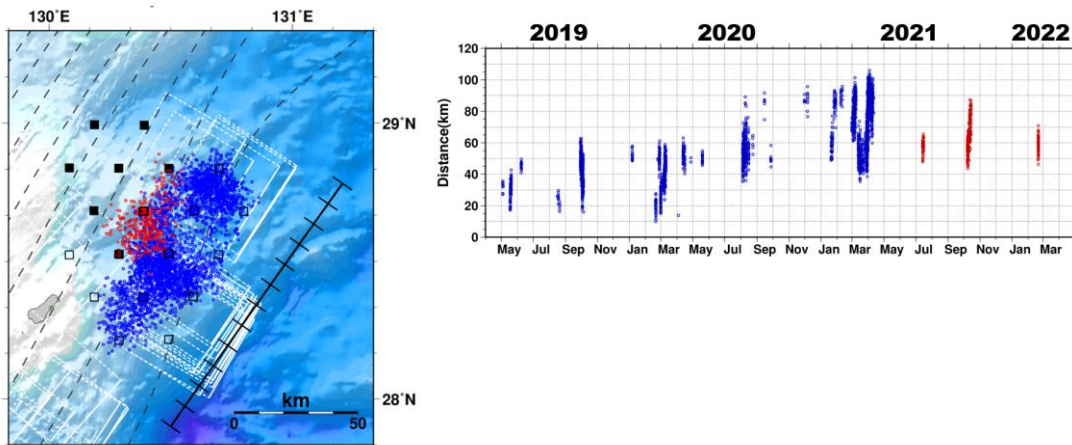 130°E 131°E
29°N
28°N
km
0 50
2019 2020 2021 2022
Distance(km)
120
100
80
60
40
20
0
May Jul Sep Nov Jan Mar May Jul Sep Nov Jan Mar May Jul Sep Nov Jan Mar